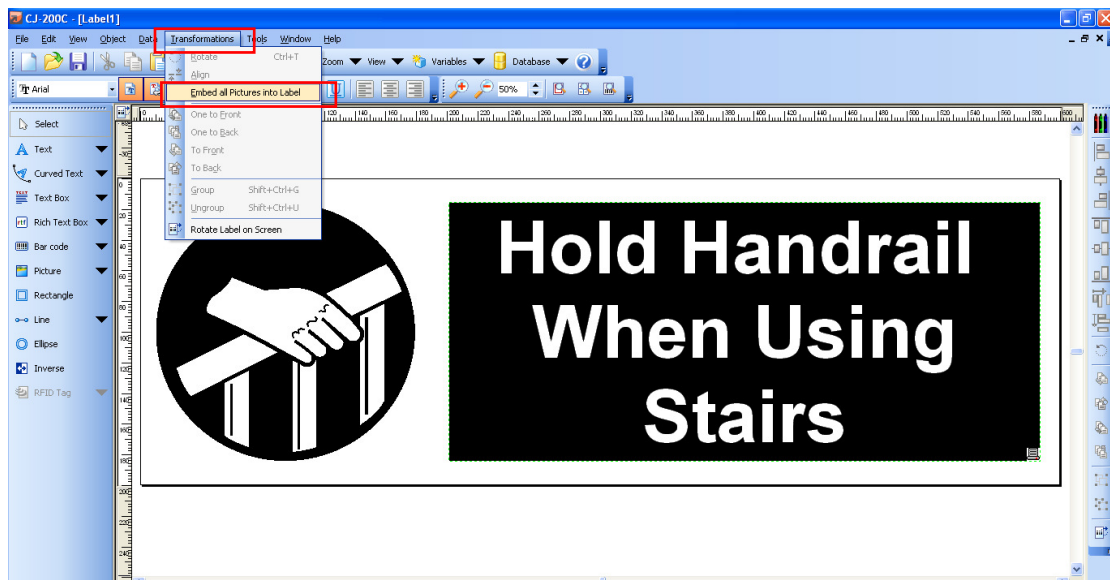 CJ-200C - [Label1]
File Edit View Object Data Transformations Tools Window Help
Zoom View Variables Database
Arial 50%
Rotate Ctrl+T
Align
Embed all Pictures into Label
One to Front
One to Back
To Front
To Back
Group Shift+Ctrl+G
Ungroup Shift+Ctrl+U
Rotate Label on Screen
Select
Text
Curved Text
Text Box
Rich Text Box
Bar code
Picture
Rectangle
Line
Ellipse
Inverse
RFID Tag
Hold Handrail
When Using
Stairs